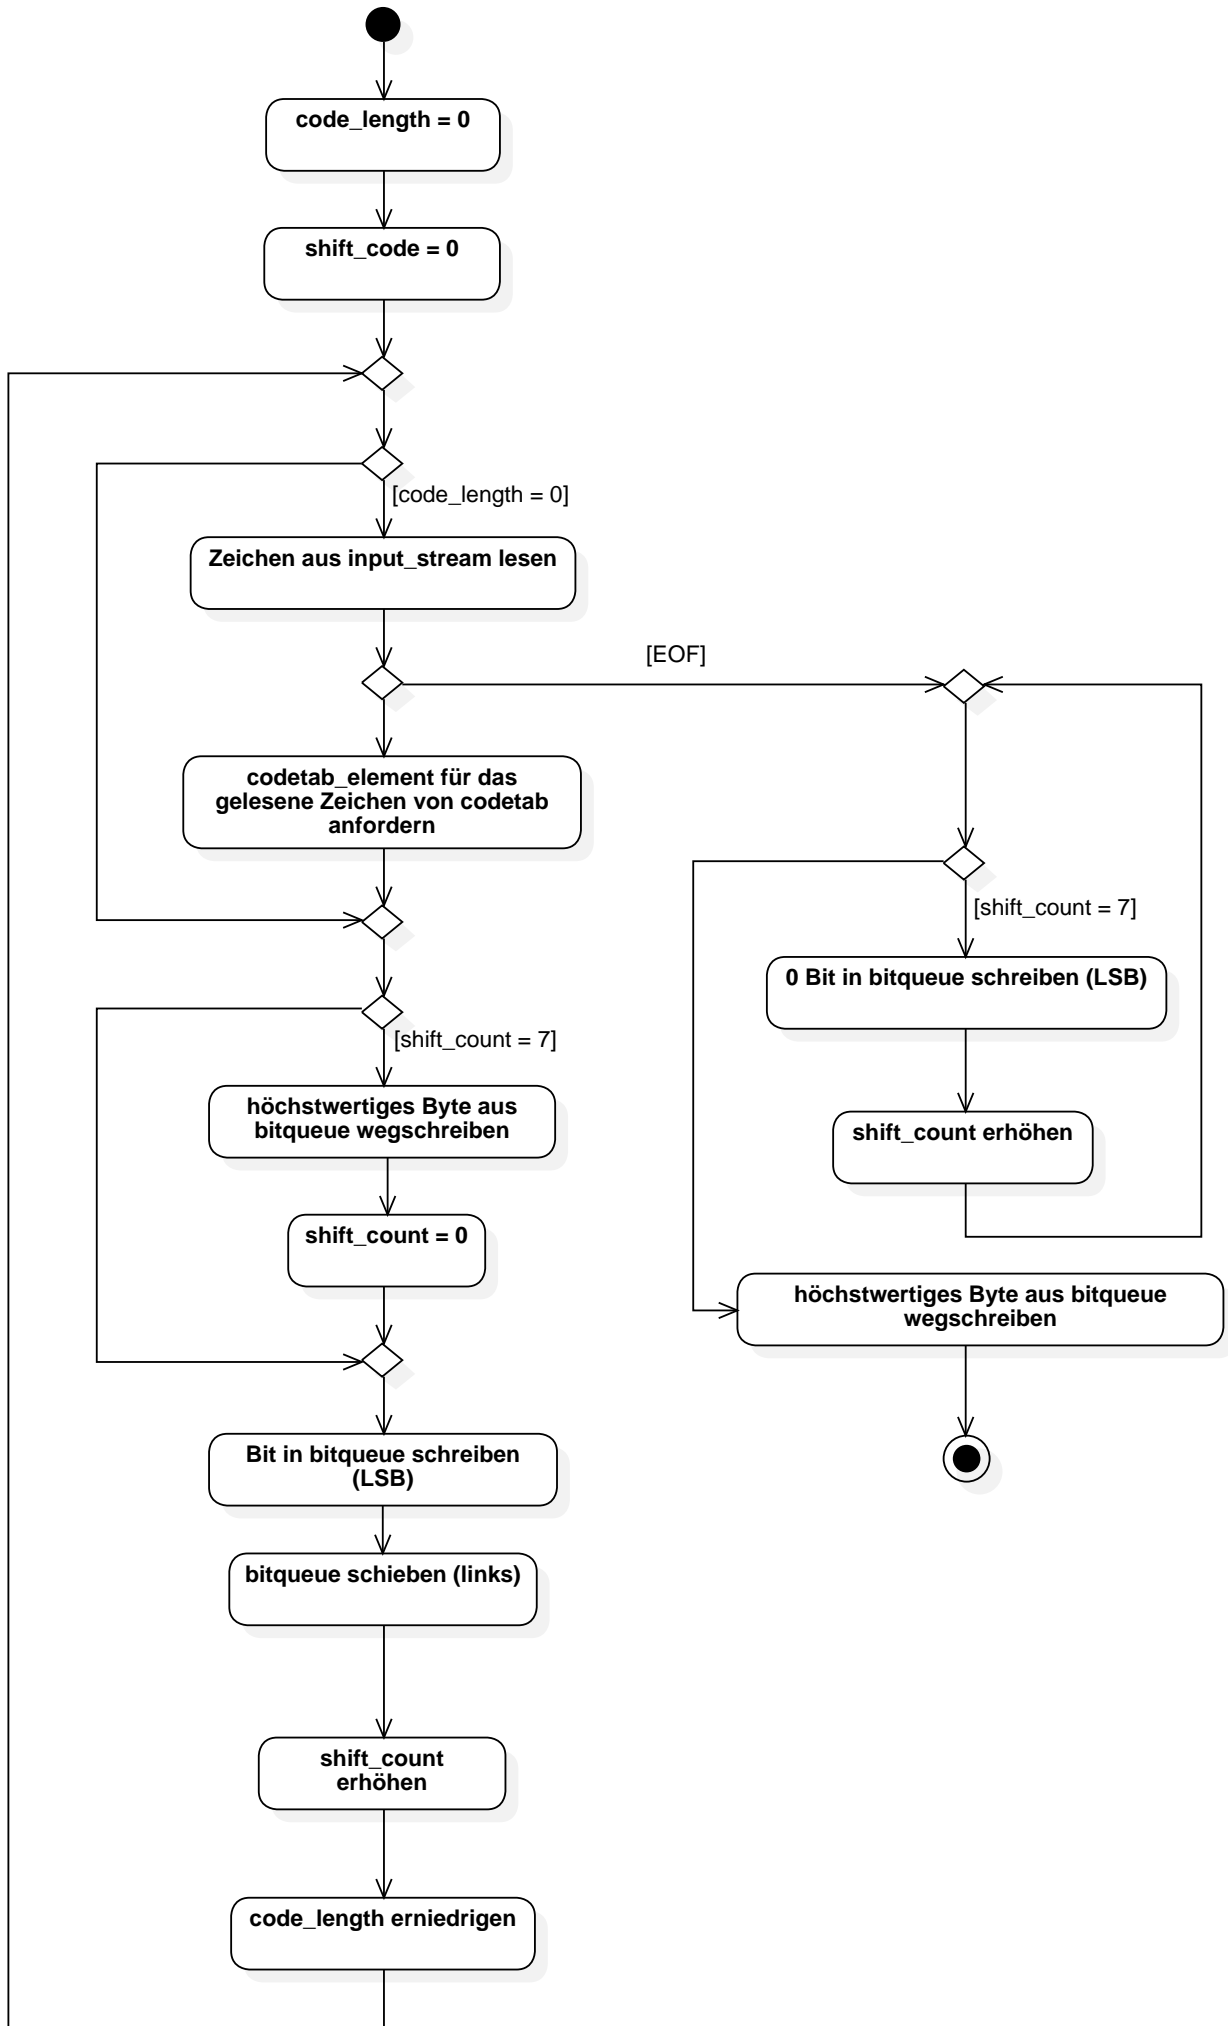 code_length = 0
shift_code = 0
[code_length = 0]
Zeichen aus input_stream lesen
[EOF]
codetab_element für das
gelesene Zeichen von codetab
anfordern
[shift_count = 7]
0 Bit in bitqueue schreiben (LSB)
[shift_count = 7]
höchstwertiges Byte aus
bitqueue wegschreiben
shift_count erhöhen
shift_count = 0
höchstwertiges Byte aus bitqueue
wegschreiben
Bit in bitqueue schreiben
(LSB)
bitqueue schieben (links)
shift_count
erhöhen
code_length erniedrigen